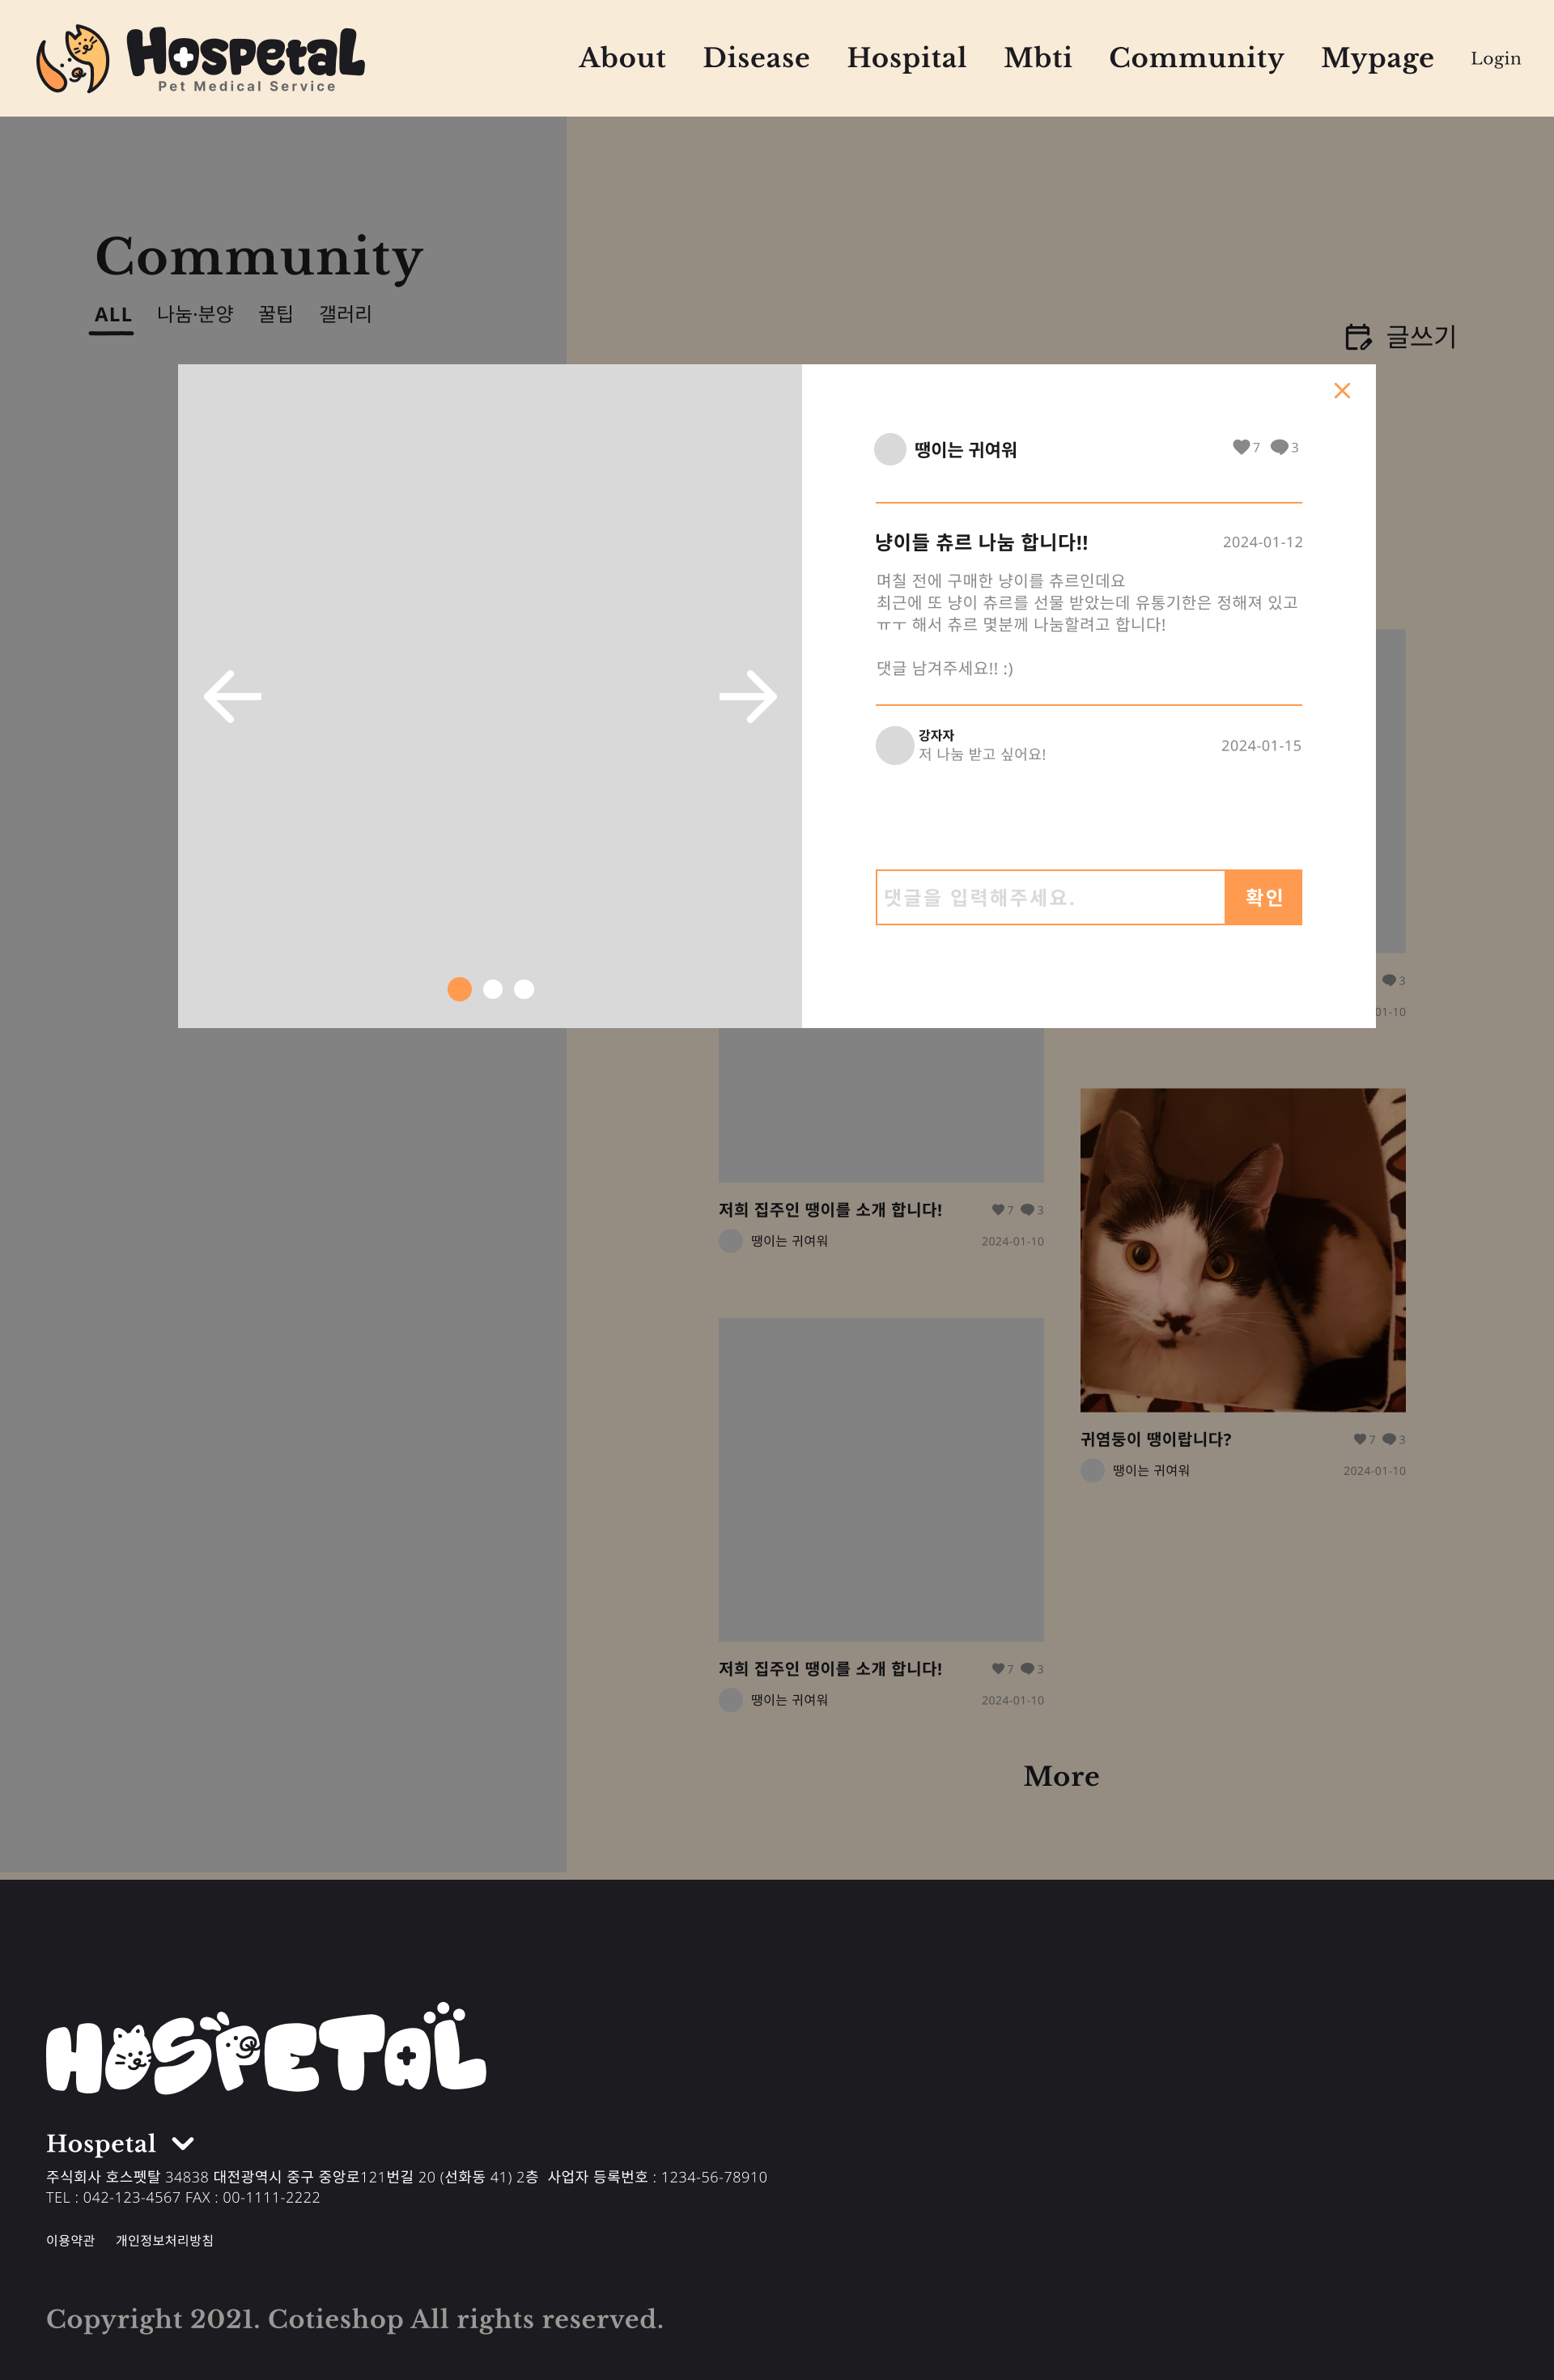 Hospetal
Pet Medical Service
About Disease Hospital Mbti Community Mypage Login
Community
ALL 나눔·분양 꿀팁 갤러리
글쓰기
땡이는 귀여워 7 3
냥이들 츄르 나눔 합니다!! 2024-01-12
며칠 전에 구매한 냥이를 츄르인데요
최근에 또 냥이 츄르를 선물 받았는데 유통기한은 정해져 있고
ㅠㅜ 해서 츄르 몇분께 나눔할려고 합니다!
댓글 남겨주세요!! :)
강자자
저 나눔 받고 싶어요! 2024-01-15
댓글을 입력해주세요. 확인
3
01-10
저희 집주인 땡이를 소개 합니다! 7 3
땡이는 귀여워 2024-01-10
귀염둥이 땡이랍니다? 7 3
땡이는 귀여워 2024-01-10
저희 집주인 땡이를 소개 합니다! 7 3
땡이는 귀여워 2024-01-10
More
HOSPETAL
Hospetal
주식회사 호스펫탈 34838 대전광역시 중구 중앙로121번길 20 (선화동 41) 2층 사업자 등록번호 : 1234-56-78910
TEL : 042-123-4567 FAX : 00-1111-2222
이용약관 개인정보처리방침
Copyright 2021. Cotieshop All rights reserved.